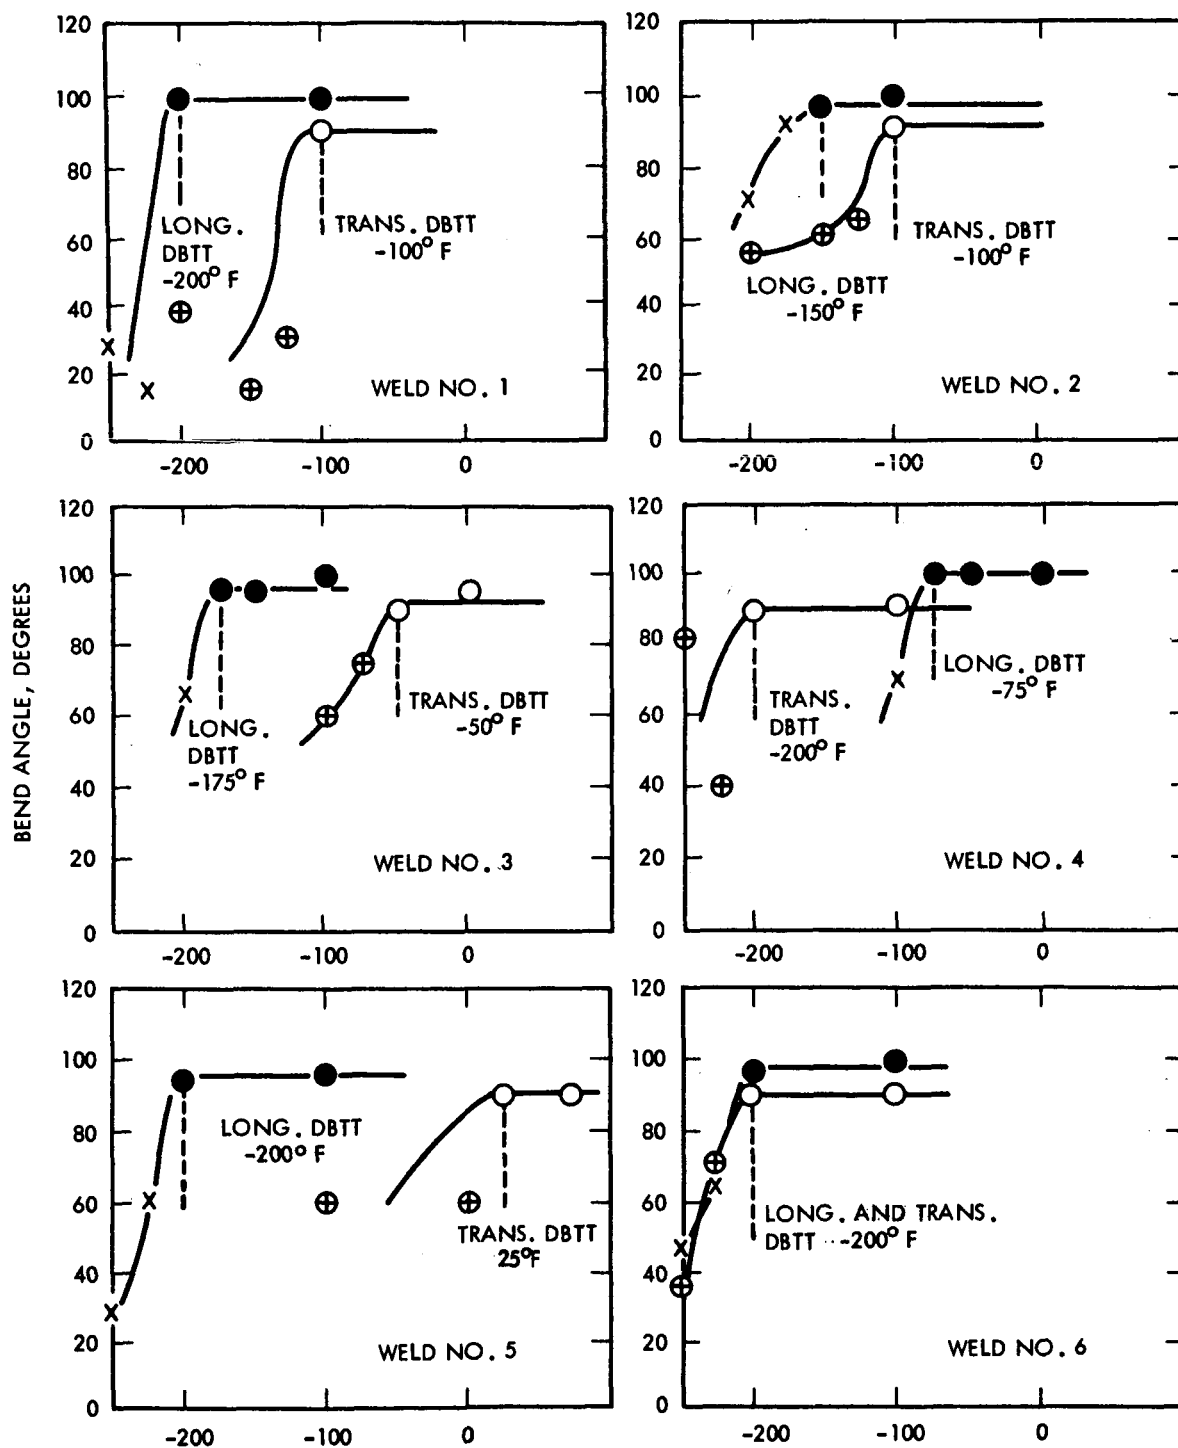 BEND ANGLE, DEGREES
120
100
80
60
40
20
0
-200
-100
0
LONG.
DBTT
-200° F
TRANS. DBTT
-100° F
WELD NO. 1
120
100
80
60
40
20
0
-200
-100
0
LONG. DBTT
-150° F
TRANS. DBTT
-100° F
WELD NO. 2
120
100
80
60
40
20
0
-200
-100
0
LONG.
DBTT
-175° F
TRANS. DBTT
-50° F
WELD NO. 3
120
100
80
60
40
20
0
-200
-100
0
TRANS.
DBTT
-200° F
LONG. DBTT
-75° F
WELD NO. 4
120
100
80
60
40
20
0
-200
-100
0
LONG. DBTT
-200° F
TRANS. DBTT
25°F
WELD NO. 5
120
100
80
60
40
20
0
-200
-100
0
LONG. AND TRANS.
DBTT -200° F
WELD NO. 6